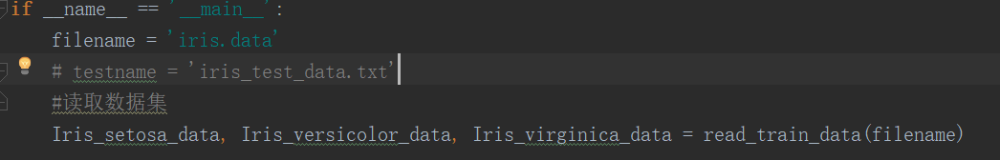 if __name__ == '__main__':
    filename = 'iris.data'
    # testname = 'iris_test_data.txt'
    #读取数据集
    Iris_setosa_data, Iris_versicolor_data, Iris_virginica_data = read_train_data(filename)